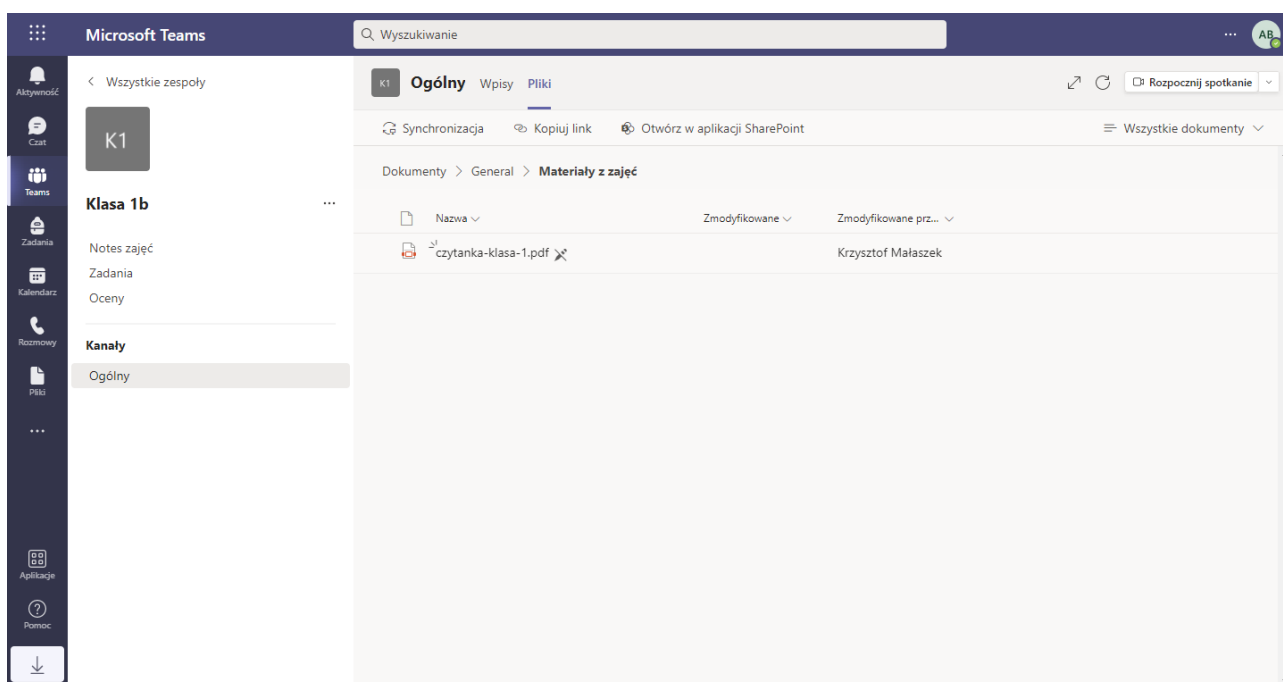 Microsoft Teams
Wyszukiwanie
...
AB
Aktywność
Czat
Teams
Zadania
Kalendarz
Rozmowy
Pliki
...
Aplikacje
Pomoc
Wszystkie zespoły
K1
Klasa 1b
...
Notes zajęć
Zadania
Oceny
Kanały
Ogólny
K1 Ogólny Wpisy Pliki
Rozpocznij spotkanie
Synchronizacja Kopiuj link Otwórz w aplikacji SharePoint Wszystkie dokumenty
Dokumenty > General > Materiały z zajęć
Nazwa Zmodyfikowane Zmodyfikowane prz...
czytanka-klasa-1.pdf Krzysztof Małaszek